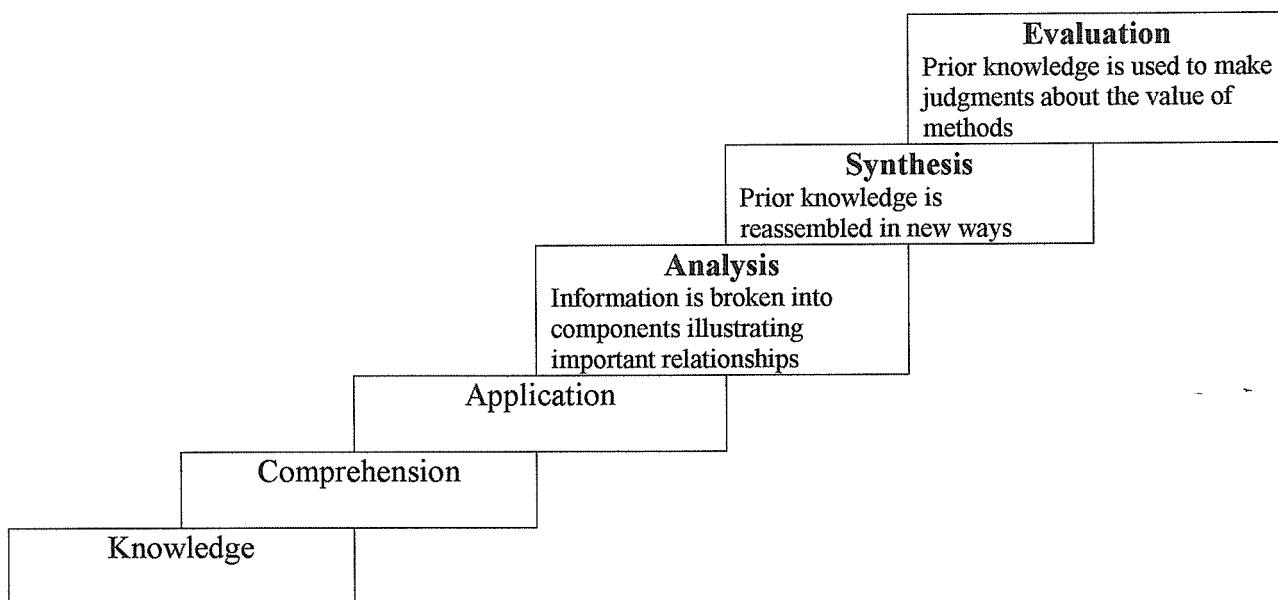 Evaluation
Prior knowledge is used to make
judgments about the value of
methods
Synthesis
Prior knowledge is
reassembled in new ways
Analysis
Information is broken into
components illustrating
important relationships
Application
Comprehension
Knowledge